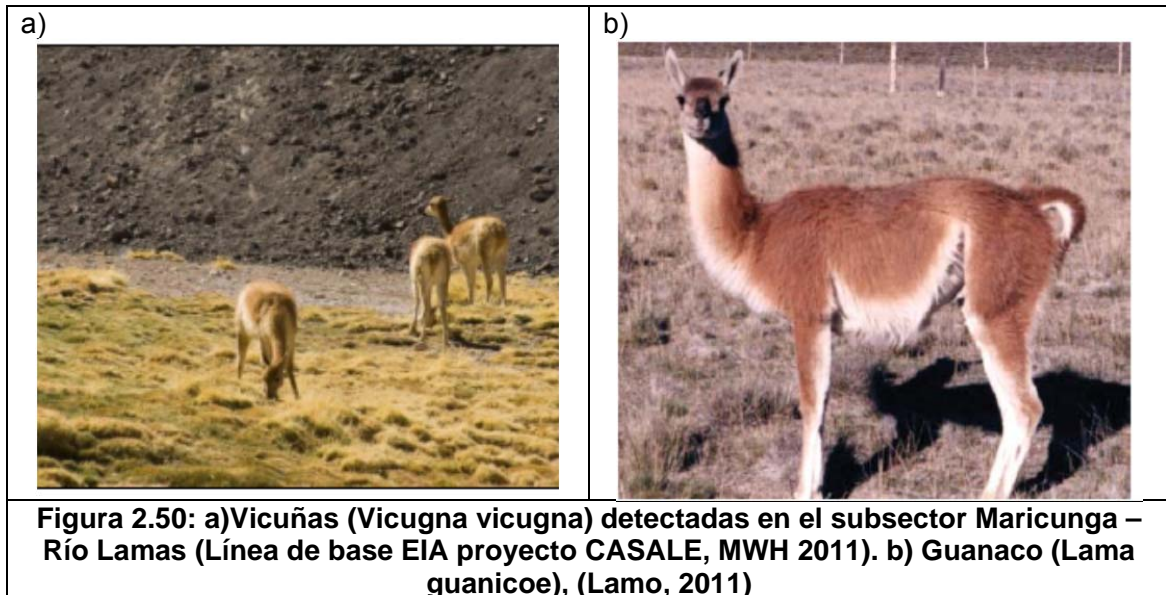 a)
b)
Figura 2.50: a)Vicuñas (Vicugna vicugna) detectadas en el subsector Maricunga –
Río Lamas (Línea de base EIA proyecto CASALE, MWH 2011). b) Guanaco (Lama
guanicoe), (Lamo, 2011)